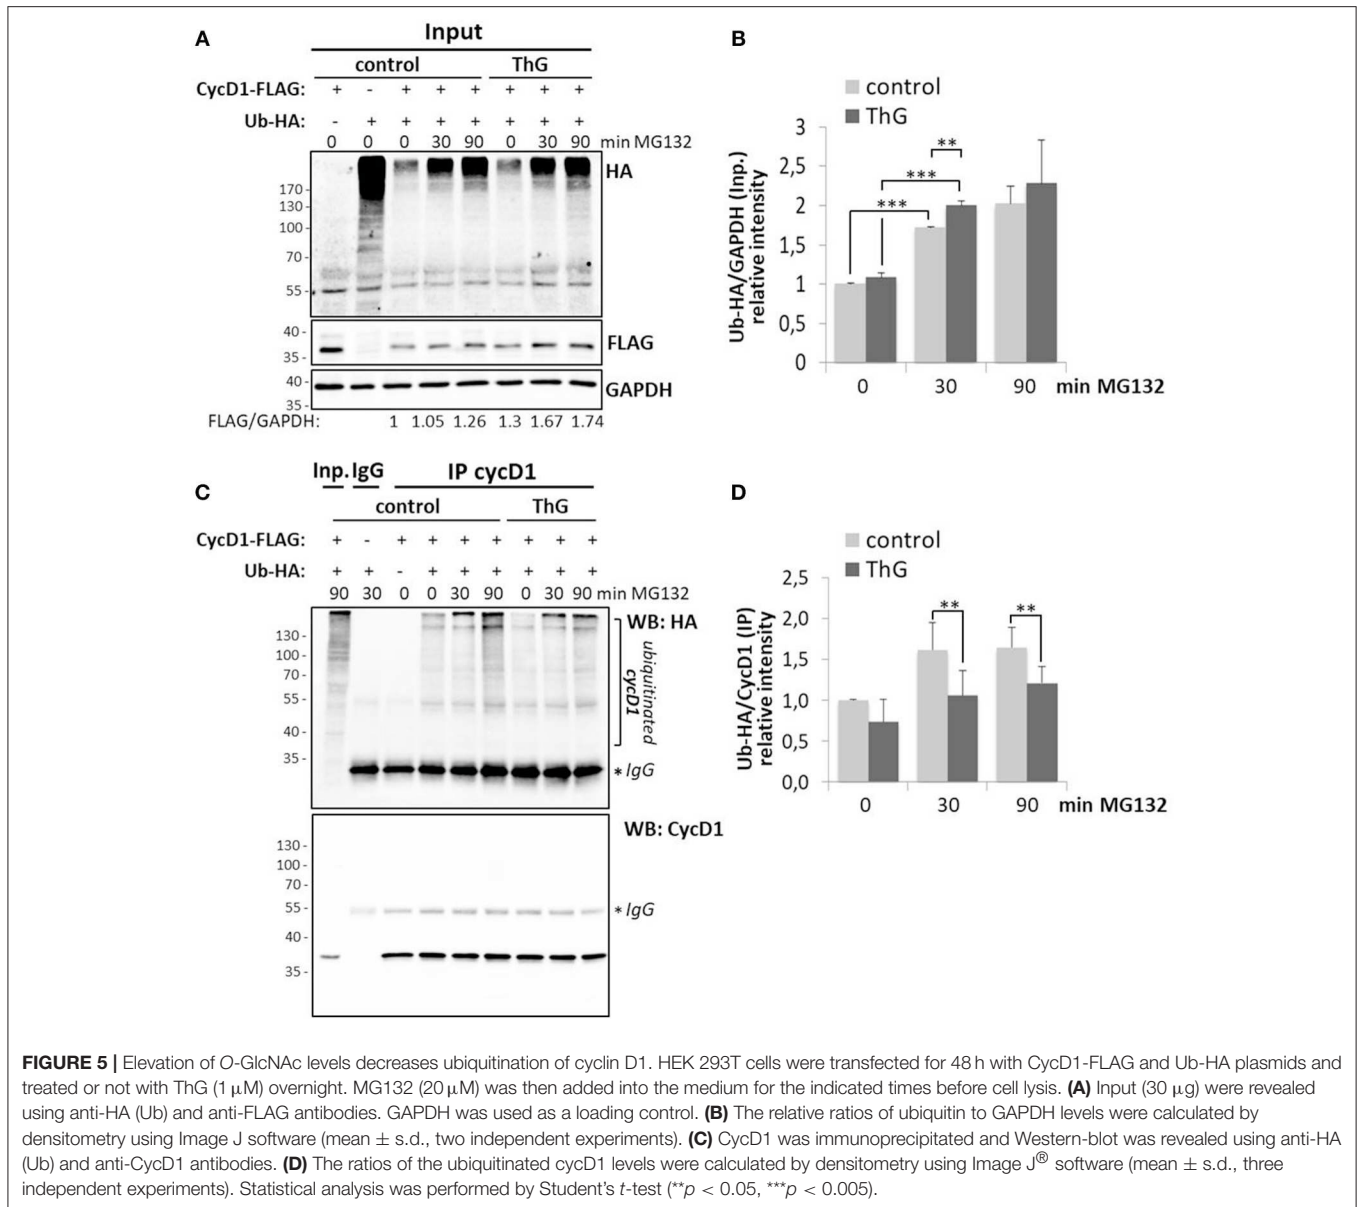 A
Input
control ThG
CycD1-FLAG: + - + + + + + +
Ub-HA: - + + + + + + +
0 0 0 30 90 0 30 90 min MG132
HA
170 -
130 -
100 -
70 -
55 -
40 -
FLAG
35 -
40 -
GAPDH
35 -
FLAG/GAPDH: 1 1.05 1.26 1.3 1.67 1.74
B
control
ThG
Ub-HA/GAPDH (Inp.)
relative intensity
3
2,5
2
1,5
1
0,5
0
***
***
**
0 30 90 min MG132
C
Inp. IgG IP cycD1
control ThG
CycD1-FLAG: + - + + + + + + +
Ub-HA: + + - + + + + + +
90 30 0 0 30 90 0 30 90 min MG132
WB: HA
130 -
100 -
70 -
55 -
40 -
35 -
ubiquitinated
cycD1
* IgG
WB: CycD1
130 -
100 -
70 -
55 -
* IgG
40 -
35 -
D
control
ThG
Ub-HA/CycD1 (IP)
relative intensity
2,5
2,0
1,5
1,0
0,5
0,0
** **
0 30 90 min MG132
FIGURE 5 | Elevation of O-GlcNAc levels decreases ubiquitination of cyclin D1. HEK 293T cells were transfected for 48 h with CycD1-FLAG and Ub-HA plasmids and
treated or not with ThG (1 μM) overnight. MG132 (20 μM) was then added into the medium for the indicated times before cell lysis. (A) Input (30 μg) were revealed
using anti-HA (Ub) and anti-FLAG antibodies. GAPDH was used as a loading control. (B) The relative ratios of ubiquitin to GAPDH levels were calculated by
densitometry using Image J software (mean ± s.d., two independent experiments). (C) CycD1 was immunoprecipitated and Western-blot was revealed using anti-HA
(Ub) and anti-CycD1 antibodies. (D) The ratios of the ubiquitinated cycD1 levels were calculated by densitometry using Image J® software (mean ± s.d., three
independent experiments). Statistical analysis was performed by Student's t-test (**p < 0.05, ***p < 0.005).